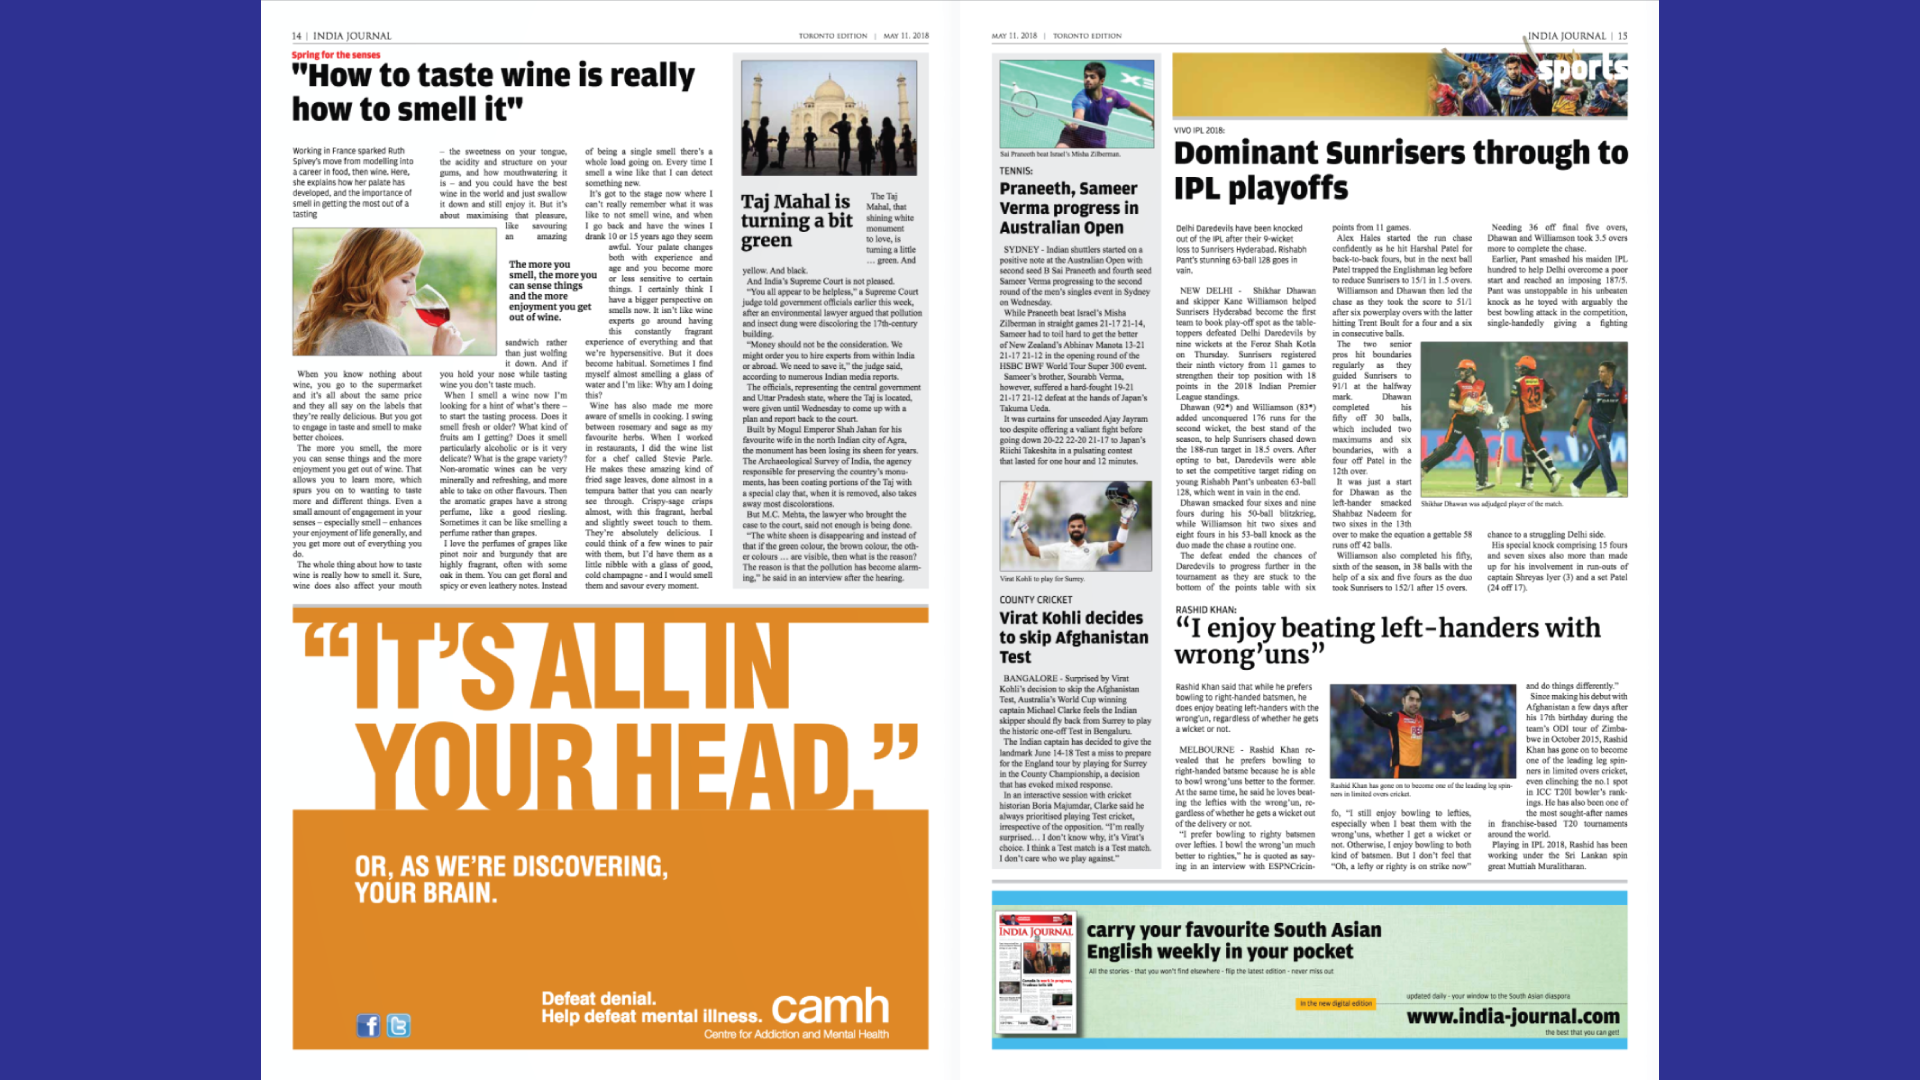 14 | INDIA JOURNAL
TORONTO EDITION | MAY 11. 2018
Spring for the senses
"How to taste wine is really
how to smell it"
Working in France sparked Ruth
Spivey's move from modelling into
a career in food, then wine. Here,
she explains how her palate has
developed, and the importance of
smell in getting the most out of a
tasting
When you know nothing about
wine, you go to the supermarket
and it's all about the same price
and they all say on the labels that
they're really delicious. But you got
to engage in taste and smell to make
better choices.
The more you smell, the more
you can sense things and the more
enjoyment you get out of wine. That
allows you to learn more, which
spurs you on to wanting to taste
more and different things. Even a
small amount of engagement in your
senses – especially smell – enhances
your enjoyment of life generally, and
you get more out of everything you
do.
The whole thing about how to taste
wine is really how to smell it. Sure,
wine does also affect your mouth
– the sweetness on your tongue,
the acidity and structure on your
gums, and how mouthwatering it
is – and you could have the best
wine in the world and just swallow
it down and still enjoy it. But it's
about maximising that pleasure,
like savouring
an amazing
The more you
smell, the more you
can sense things
and the more
enjoyment you get
out of wine.
sandwich rather
than just wolfing
it down. And if
you hold your nose while tasting
wine you don't taste much.
When I smell a wine now I'm
looking for a hint of what's there –
to start the tasting process. Does it
smell fresh or older? What kind of
fruits am I getting? Does it smell
particularly alcoholic or is it very
delicate? What is the grape variety?
Non-aromatic wines can be very
minerally and refreshing, and more
able to take on other flavours. Then
the aromatic grapes have a strong
perfume, like a good riesling.
Sometimes it can be like smelling a
perfume rather than grapes.
I love the perfumes of grapes like
pinot noir and burgundy that are
highly fragrant, often with some
oak in them. You can get floral and
spicy or even leathery notes. Instead
of being a single smell there's a
whole load going on. Every time I
smell a wine like that I can detect
something new.
It's got to the stage now where I
can't really remember what it was
like to not smell wine, and when
I go back and have the wines I
drank 10 or 15 years ago they seem
awful. Your palate changes
both with experience and
age and you become more
or less sensitive to certain
things. I certainly think I
have a bigger perspective on
smells now. It isn't like wine
experts go around having
this constantly fragrant
experience of everything and that
we're hypersensitive. But it does
become habitual. Sometimes I find
myself almost smelling a glass of
water and I'm like: Why am I doing
this?
Wine has also made me more
aware of smells in cooking. I swing
between rosemary and sage as my
favourite herbs. When I worked
in restaurants, I did the wine list
for a chef called Stevie Parle.
He makes these amazing kind of
fried sage leaves, done almost in a
tempura batter that you can nearly
see through. Crispy-sage crisps
almost, with this fragrant, herbal
and slightly sweet touch to them.
They're absolutely delicious. I
could think of a few wines to pair
with them, but I'd have them as a
little nibble with a glass of good,
cold champagne - and I would smell
them and savour every moment.
Taj Mahal is
turning a bit
green
The Taj
Mahal, that
shining white
monument
to love, is
turning a little
... green. And
yellow. And black.
And India's Supreme Court is not pleased.
"You all appear to be helpless," a Supreme Court
judge told government officials earlier this week,
after an environmental lawyer argued that pollution
and insect dung were discoloring the 17th-century
building.
"Money should not be the consideration. We
might order you to hire experts from within India
or abroad. We need to save it," the judge said,
according to numerous Indian media reports.
The officials, representing the central government
and Uttar Pradesh state, where the Taj is located,
were given until Wednesday to come up with a
plan and report back to the court.
Built by Mogul Emperor Shah Jahan for his
favourite wife in the north Indian city of Agra,
the monument has been losing its sheen for years.
The Archaeological Survey of India, the agency
responsible for preserving the country's monu-
ments, has been coating portions of the Taj with
a special clay that, when it is removed, also takes
away most discolorations.
But M.C. Mehta, the lawyer who brought the
case to the court, said not enough is being done.
"The white sheen is disappearing and instead of
that if the green colour, the brown colour, the oth-
er colours ... are visible, then what is the reason?
The reason is that the pollution has become alarm-
ing," he said in an interview after the hearing.
“IT’S ALL IN
YOUR HEAD.”
OR, AS WE’RE DISCOVERING,
YOUR BRAIN.
Defeat denial.
Help defeat mental illness.
camh
Centre for Addiction and Mental Health
MAY 11. 2018 | TORONTO EDITION
INDIA JOURNAL | 15
sports
Sai Praneeth beat Israel's Misha Zilberman.
TENNIS:
Praneeth, Sameer
Verma progress in
Australian Open
SYDNEY - Indian shuttlers started on a
positive note at the Australian Open with
second seed B Sai Praneeth and fourth seed
Sameer Verma progressing to the second
round of the men's singles event in Sydney
on Wednesday.
While Praneeth beat Israel's Misha
Zilberman in straight games 21-17 21-14,
Sameer had to toil hard to get the better
of New Zealand's Abhinav Manota 13-21
21-17 21-12 in the opening round of the
HSBC BWF World Tour Super 300 event.
Sameer's brother, Sourabh Verma,
however, suffered a hard-fought 19-21
21-17 21-12 defeat at the hands of Japan's
Takuma Ueda.
It was curtains for unseeded Ajay Jayram
too despite offering a valiant fight before
going down 20-22 22-20 21-17 to Japan's
Riichi Takeshita in a pulsating contest
that lasted for one hour and 12 minutes.
Virat Kohli to play for Surrey.
COUNTY CRICKET
Virat Kohli decides
to skip Afghanistan
Test
BANGALORE - Surprised by Virat
Kohli's decision to skip the Afghanistan
Test, Australia's World Cup winning
captain Michael Clarke feels the Indian
skipper should fly back from Surrey to play
the historic one-off Test in Bengaluru.
The Indian captain has decided to give the
landmark June 14-18 Test a miss to prepare
for the England tour by playing for Surrey
in the County Championship, a decision
that has evoked mixed response.
In an interactive session with cricket
historian Boria Majumdar, Clarke said he
always prioritised playing Test cricket,
irrespective of the opposition. "I'm really
surprised... I don't know why, it's Virat's
choice. I think a Test match is a Test match.
I don't care who we play against."
VIVO IPL 2018:
Dominant Sunrisers through to
IPL playoffs
Delhi Daredevils have been knocked
out of the IPL after their 9-wicket
loss to Sunrisers Hyderabad. Rishabh
Pant's stunning 63-ball 128 goes in
vain.
NEW DELHI - Shikhar Dhawan
and skipper Kane Williamson helped
Sunrisers Hyderabad become the first
team to book play-off spot as the table-
toppers defeated Delhi Daredevils by
nine wickets at the Feroz Shah Kotla
on Thursday. Sunrisers registered
their ninth victory from 11 games to
strengthen their top position with 18
points in the 2018 Indian Premier
League standings.
Dhawan (92*) and Williamson (83*)
added unconquered 176 runs for the
second wicket, the best stand of the
season, to help Sunrisers chased down
the 188-run target in 18.5 overs. After
opting to bat, Daredevils were able
to set the competitive target riding on
young Rishabh Pant's unbeaten 63-ball
128, which went in vain in the end.
Dhawan smacked four sixes and nine
fours during his 50-ball blitzkrieg,
while Williamson hit two sixes and
eight fours in his 53-ball knock as the
duo made the chase a routine one.
The defeat ended the chances of
Daredevils to progress further in the
tournament as they are stuck to the
bottom of the points table with six
points from 11 games.
Alex Hales started the run chase
confidently as he hit Harshal Patel for
back-to-back fours, but in the next ball
Patel trapped the Englishman leg before
to reduce Sunrisers to 15/1 in 1.5 overs.
Williamson and Dhawan then led the
chase as they took the score to 51/1
after six powerplay overs with the latter
hitting Trent Boult for a four and a six
in consecutive balls.
The two senior
pros hit boundaries
regularly as they
guided Sunrisers to
91/1 at the halfway
mark. Dhawan
completed his
fifty off 30 balls,
which included two
maximums and six
boundaries, with a
four off Patel in the
12th over.
It was just a start
for Dhawan as the
left-hander smacked
Shahbaz Nadeem for
two sixes in the 13th
over to make the equation a gettable 58
runs off 42 balls.
Williamson also completed his fifty,
sixth of the season, in 38 balls with the
help of a six and five fours as the duo
took Sunrisers to 152/1 after 15 overs.
Needing 36 off final five overs,
Dhawan and Williamson took 3.5 overs
more to complete the chase.
Earlier, Pant smashed his maiden IPL
hundred to help Delhi overcome a poor
start and reached an imposing 187/5.
Pant was unstoppable in his unbeaten
knock as he toyed with arguably the
best bowling attack in the competition,
single-handedly giving a fighting
Shikhar Dhawan was adjudged player of the match.
chance to a struggling Delhi side.
His special knock comprising 15 fours
and seven sixes also more than made
up for his involvement in run-outs of
captain Shreyas Iyer (3) and a set Patel
(24 off 17).
RASHID KHAN:
“I enjoy beating left-handers with
wrong’uns”
Rashid Khan said that while he prefers
bowling to right-handed batsmen, he
does enjoy beating left-handers with the
wrong'un, regardless of whether he gets
a wicket or not.
MELBOURNE - Rashid Khan re-
vealed that he prefers bowling to
right-handed batsme because he is able
to bowl wrong'uns better to the former.
At the same time, he said he loves beat-
ing the lefties with the wrong'un, re-
gardless of whether he gets a wicket out
of the delivery or not.
"I prefer bowling to righty batsmen
over lefties. I bowl the wrong'un much
better to righties," he is quoted as say-
ing in an interview with ESPNCricin-
Rashid Khan has gone on to become one of the leading leg spin-
ners in limited overs cricket.
fo, "I still enjoy bowling to lefties,
especially when I beat them with the
wrong'uns, whether I get a wicket or
not. Otherwise, I enjoy bowling to both
kind of batsmen. But I don't feel that
"Oh, a lefty or righty is on strike now"
and do things differently."
Since making his debut with
Afghanistan a few days after
his 17th birthday during the
team's ODI tour of Zimba-
bwe in October 2015, Rashid
Khan has gone on to become
one of the leading leg spin-
ners in limited overs cricket,
even clinching the no.1 spot
in ICC T20I bowler's rank-
ings. He has also been one of
the most sought-after names
in franchise-based T20 tournaments
around the world.
Playing in IPL 2018, Rashid has been
working under the Sri Lankan spin
great Muttiah Muralitharan.
INDIA JOURNAL
carry your favourite South Asian
English weekly in your pocket
All the stories - that you won't find elsewhere - flip the latest edition - never miss out
in the new digital edition
updated daily - your window to the South Asian diaspora
www.india-journal.com
the best that you can get!